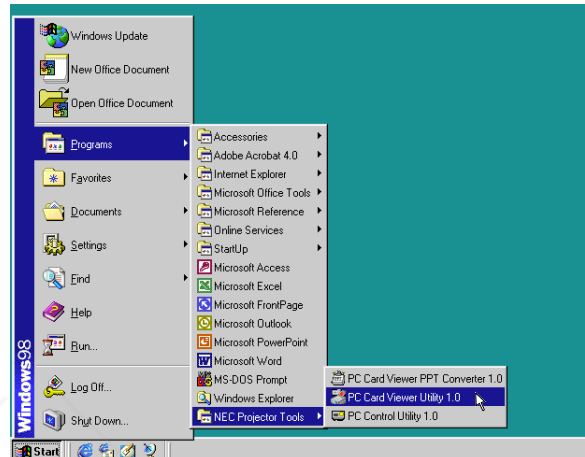 Windows Update
New Office Document
Open Office Document
Programs
Favorites
Documents
Settings
Find
Help
Run...
Log Off...
Shut Down...
Windows98
Accessories
Adobe Acrobat 4.0
Internet Explorer
Microsoft Office Tools
Microsoft Reference
Online Services
StartUp
Microsoft Access
Microsoft Excel
Microsoft FrontPage
Microsoft Outlook
Microsoft PowerPoint
Microsoft Word
MS-DOS Prompt
Windows Explorer
NEC Projector Tools
PC Card Viewer PPT Converter 1.0
PC Card Viewer Utility 1.0
PC Control Utility 1.0
Start